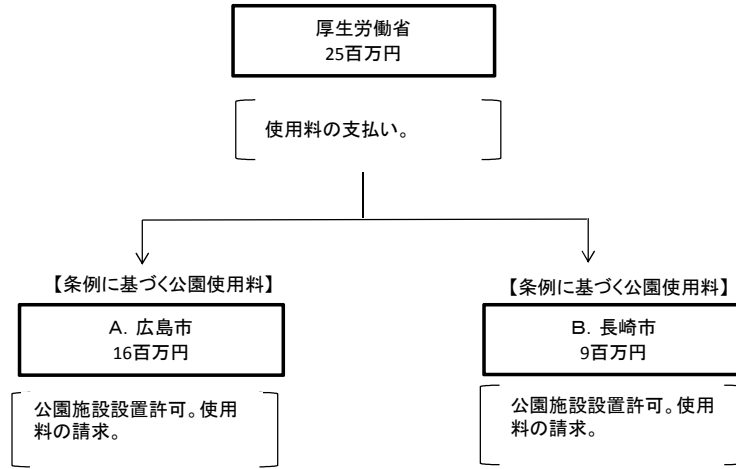 厚生労働省
25百万円
使用料の支払い。
【条例に基づく公園使用料】
A. 広島市
16百万円
公園施設設置許可。使用
料の請求。
【条例に基づく公園使用料】
B. 長崎市
9百万円
公園施設設置許可。使用
料の請求。